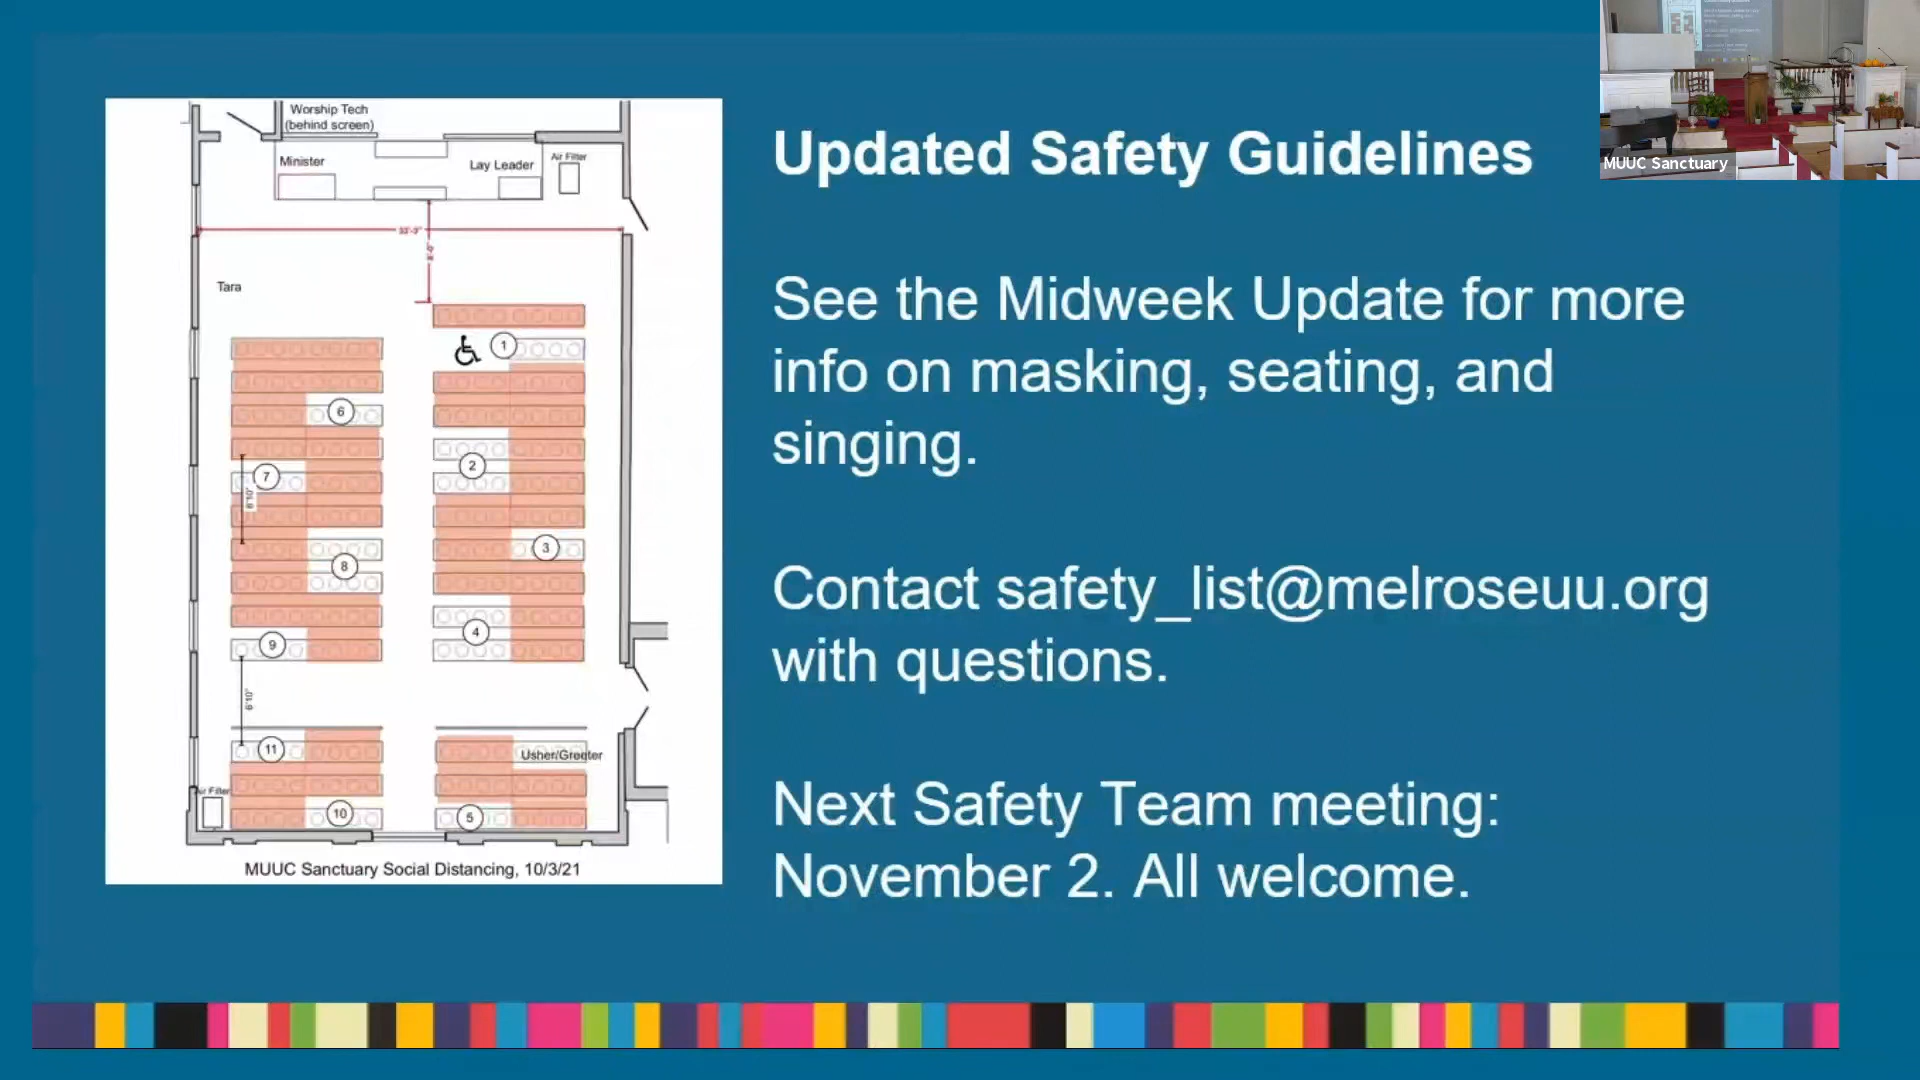 Worship Tech
(behind screen)
Minister
Lay Leader
Air Filter
Tara
1
6
2
7
3
8
4
9
11
Usher/Greeter
Air Filter
10
5
MUUC Sanctuary Social Distancing, 10/3/21
Updated Safety Guidelines
See the Midweek Update for more
info on masking, seating, and
singing.
Contact safety_list@melroseuu.org
with questions.
Next Safety Team meeting:
November 2. All welcome.
MUUC Sanctuary